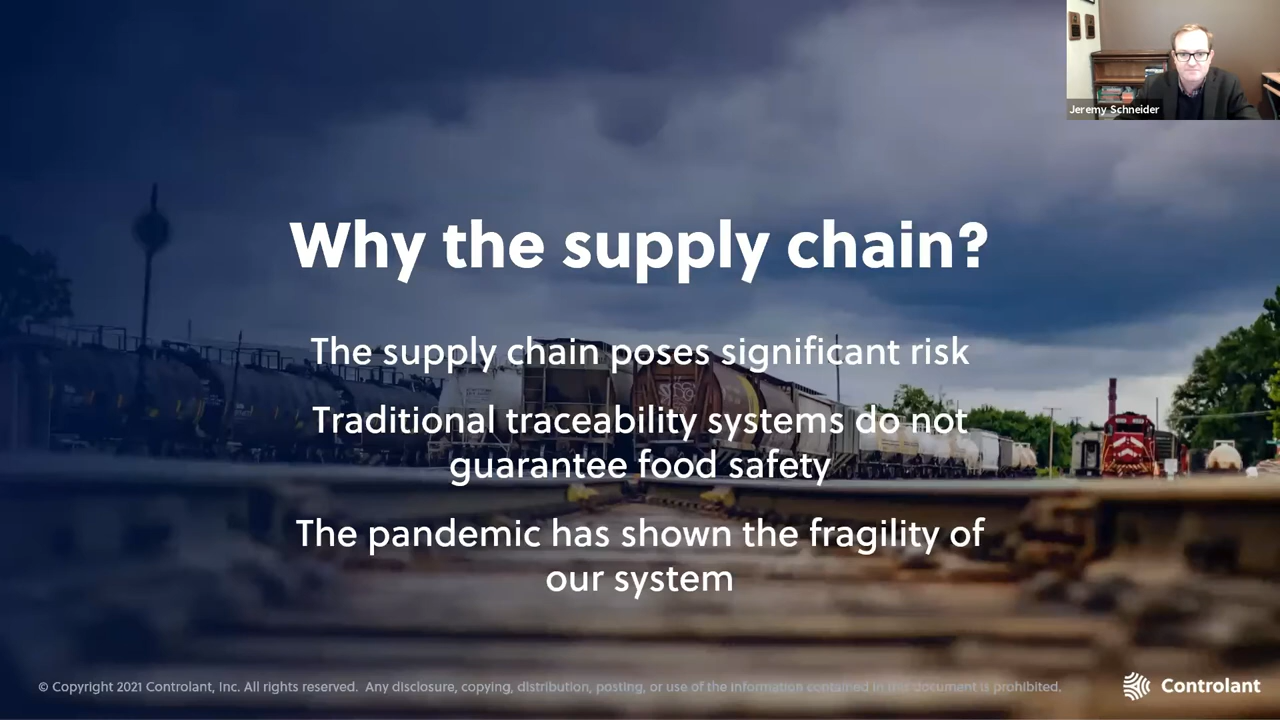 Jeremy Schneider
Why the supply chain?
The supply chain poses significant risk
Traditional traceability systems do not
guarantee food safety
The pandemic has shown the fragility of
our system
© Copyright 2021 Controlant, Inc. All rights reserved. Any disclosure, copying, distribution, posting, or use of the information contained in this document is prohibited.
Controlant